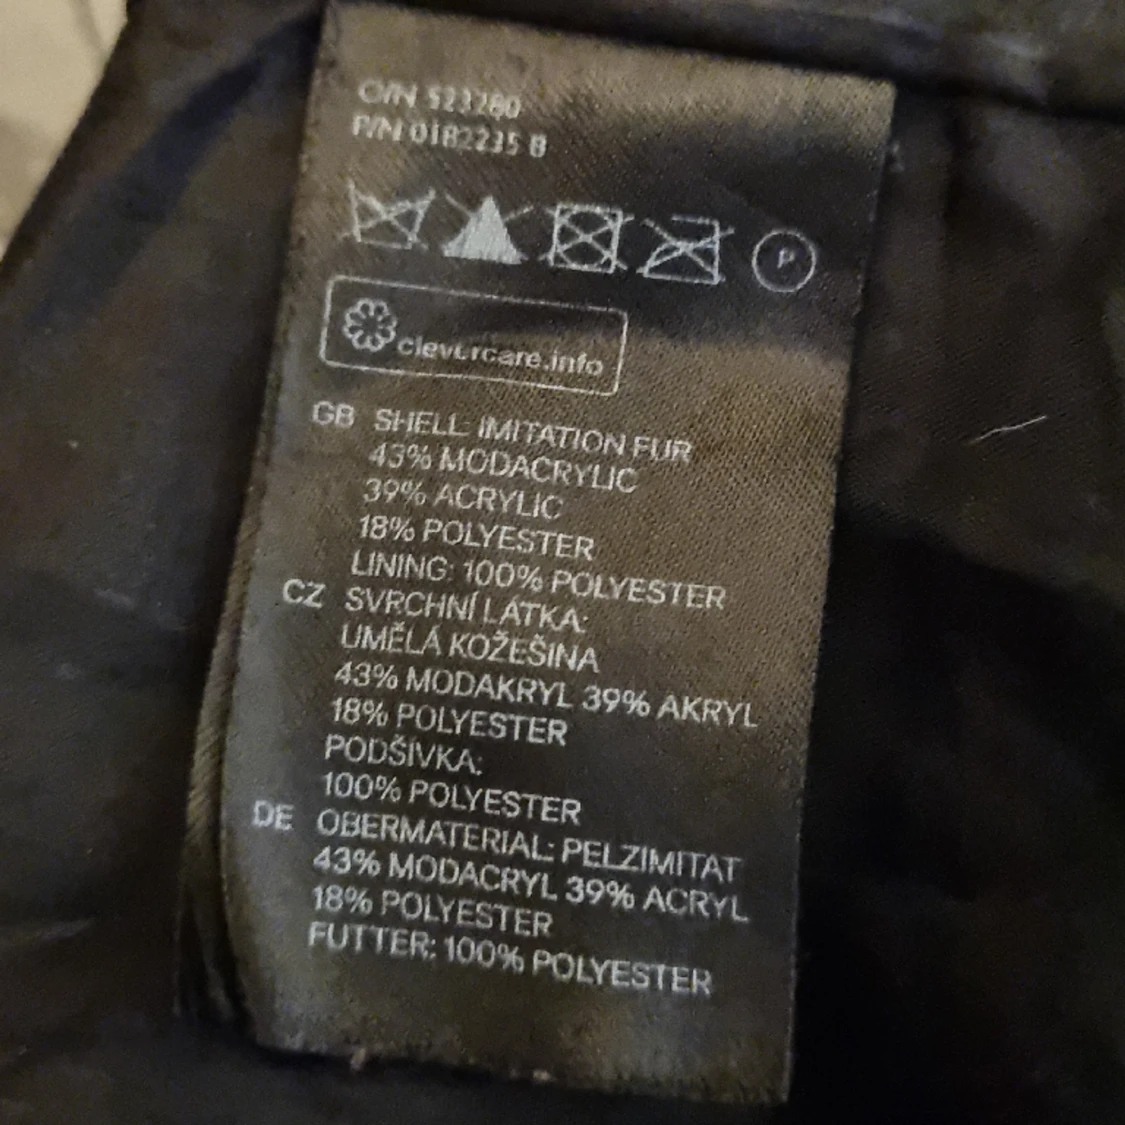 O/N 523280
P/N 0182235 B
P
clevercare.info
GB SHELL: IMITATION FUR
43% MODACRYLIC
39% ACRYLIC
18% POLYESTER
LINING: 100% POLYESTER
CZ SVRCHNÍ LÁTKA:
UMĚLÁ KOŽEŠINA
43% MODAKRYL 39% AKRYL
18% POLYESTER
PODŠÍVKA:
100% POLYESTER
DE OBERMATERIAL: PELZIMITAT
43% MODACRYL 39% ACRYL
18% POLYESTER
FUTTER: 100% POLYESTER